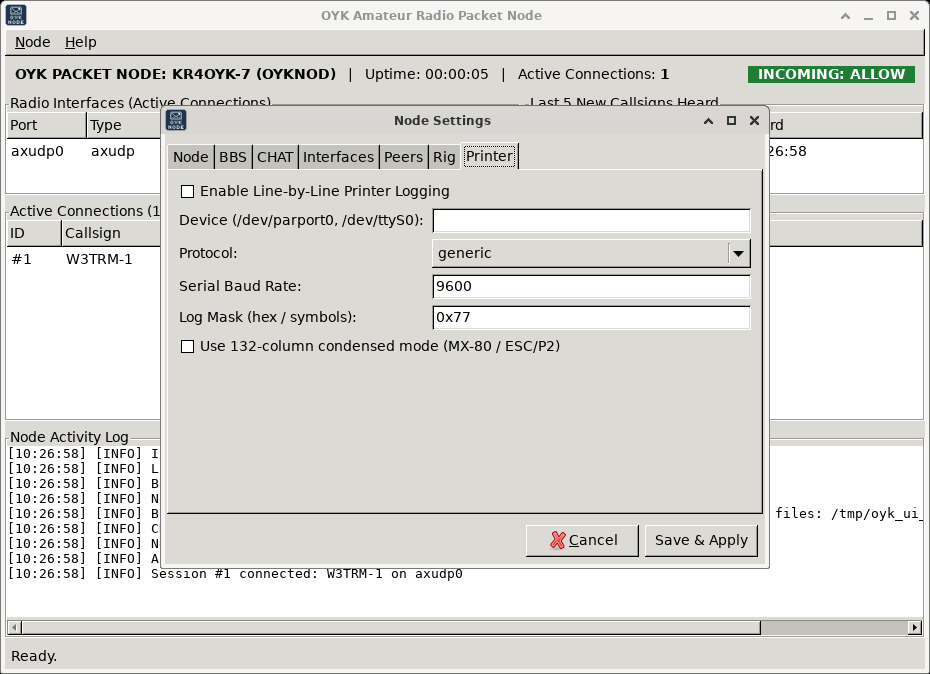 OYK Amateur Radio Packet Node
Node Help
OYK PACKET NODE: KR4OYK-7 (OYKNOD) | Uptime: 00:00:05 | Active Connections: 1 INCOMING: ALLOW
Radio Interfaces (Active Connections)
Last 5 New Callsigns Heard
Port Type
rd
axudp0 axudp
26:58
Active Connections (1
ID Callsign
#1 W3TRM-1
Node Settings
Node BBS CHAT Interfaces Peers Rig Printer
Enable Line-by-Line Printer Logging
Device (/dev/parport0, /dev/ttyS0):
Protocol: generic
Serial Baud Rate: 9600
Log Mask (hex / symbols): 0x77
Use 132-column condensed mode (MX-80 / ESC/P2)
Cancel Save & Apply
Node Activity Log
[10:26:58] [INFO] I
[10:26:58] [INFO] L
[10:26:58] [INFO] B
[10:26:58] [INFO] N
[10:26:58] [INFO] B files: /tmp/oyk_ui_
[10:26:58] [INFO] C
[10:26:58] [INFO] N
[10:26:58] [INFO] A
[10:26:58] [INFO] Session #1 connected: W3TRM-1 on axudp0
Ready.